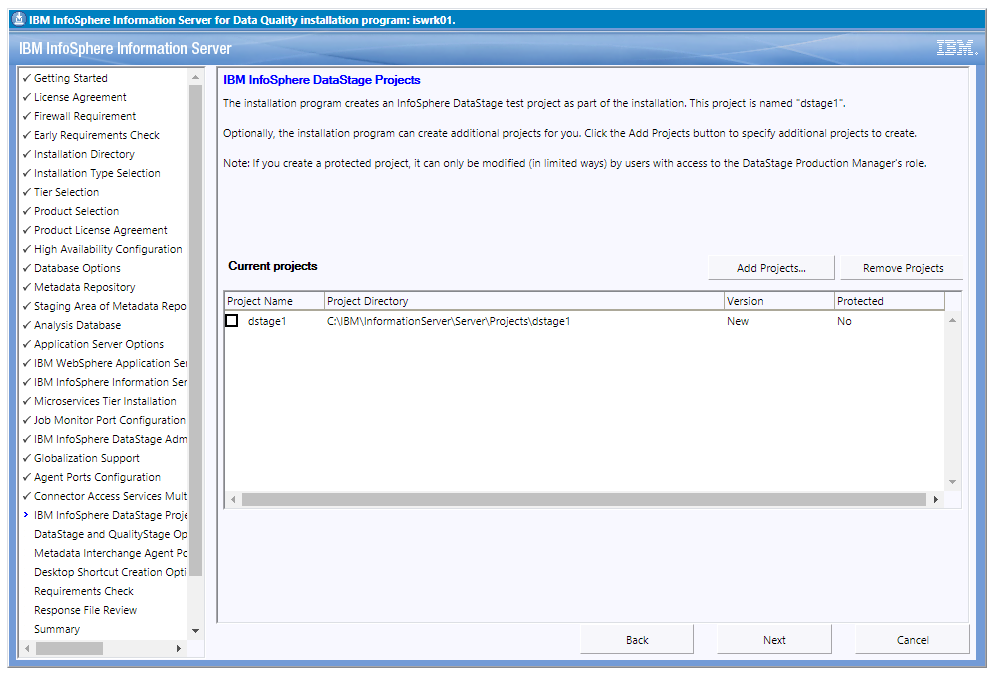 IBM InfoSphere Information Server for Data Quality installation program: iswrk01.
IBM InfoSphere Information Server
IBM.
Getting Started
License Agreement
Firewall Requirement
Early Requirements Check
Installation Directory
Installation Type Selection
Tier Selection
Product Selection
Product License Agreement
High Availability Configuration
Database Options
Metadata Repository
Staging Area of Metadata Repo
Analysis Database
Application Server Options
IBM WebSphere Application Ser
IBM InfoSphere Information Ser
Microservices Tier Installation
Job Monitor Port Configuration
IBM InfoSphere DataStage Adm
Globalization Support
Agent Ports Configuration
Connector Access Services Mult
IBM InfoSphere DataStage Proje
DataStage and QualityStage Op
Metadata Interchange Agent Po
Desktop Shortcut Creation Opti
Requirements Check
Response File Review
Summary
IBM InfoSphere DataStage Projects
The installation program creates an InfoSphere DataStage test project as part of the installation. This project is named "dstage1".
Optionally, the installation program can create additional projects for you. Click the Add Projects button to specify additional projects to create.
Note: If you create a protected project, it can only be modified (in limited ways) by users with access to the DataStage Production Manager's role.
Current projects
Add Projects... Remove Projects
Project Name Project Directory Version Protected
dstage1 C:\IBM\InformationServer\Server\Projects\dstage1 New No
Back Next Cancel